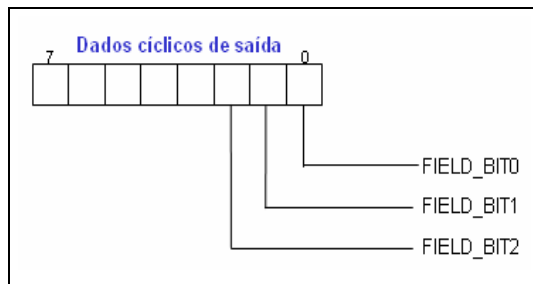 Dados cíclicos de saída
7 0
FIELD_BIT0
FIELD_BIT1
FIELD_BIT2